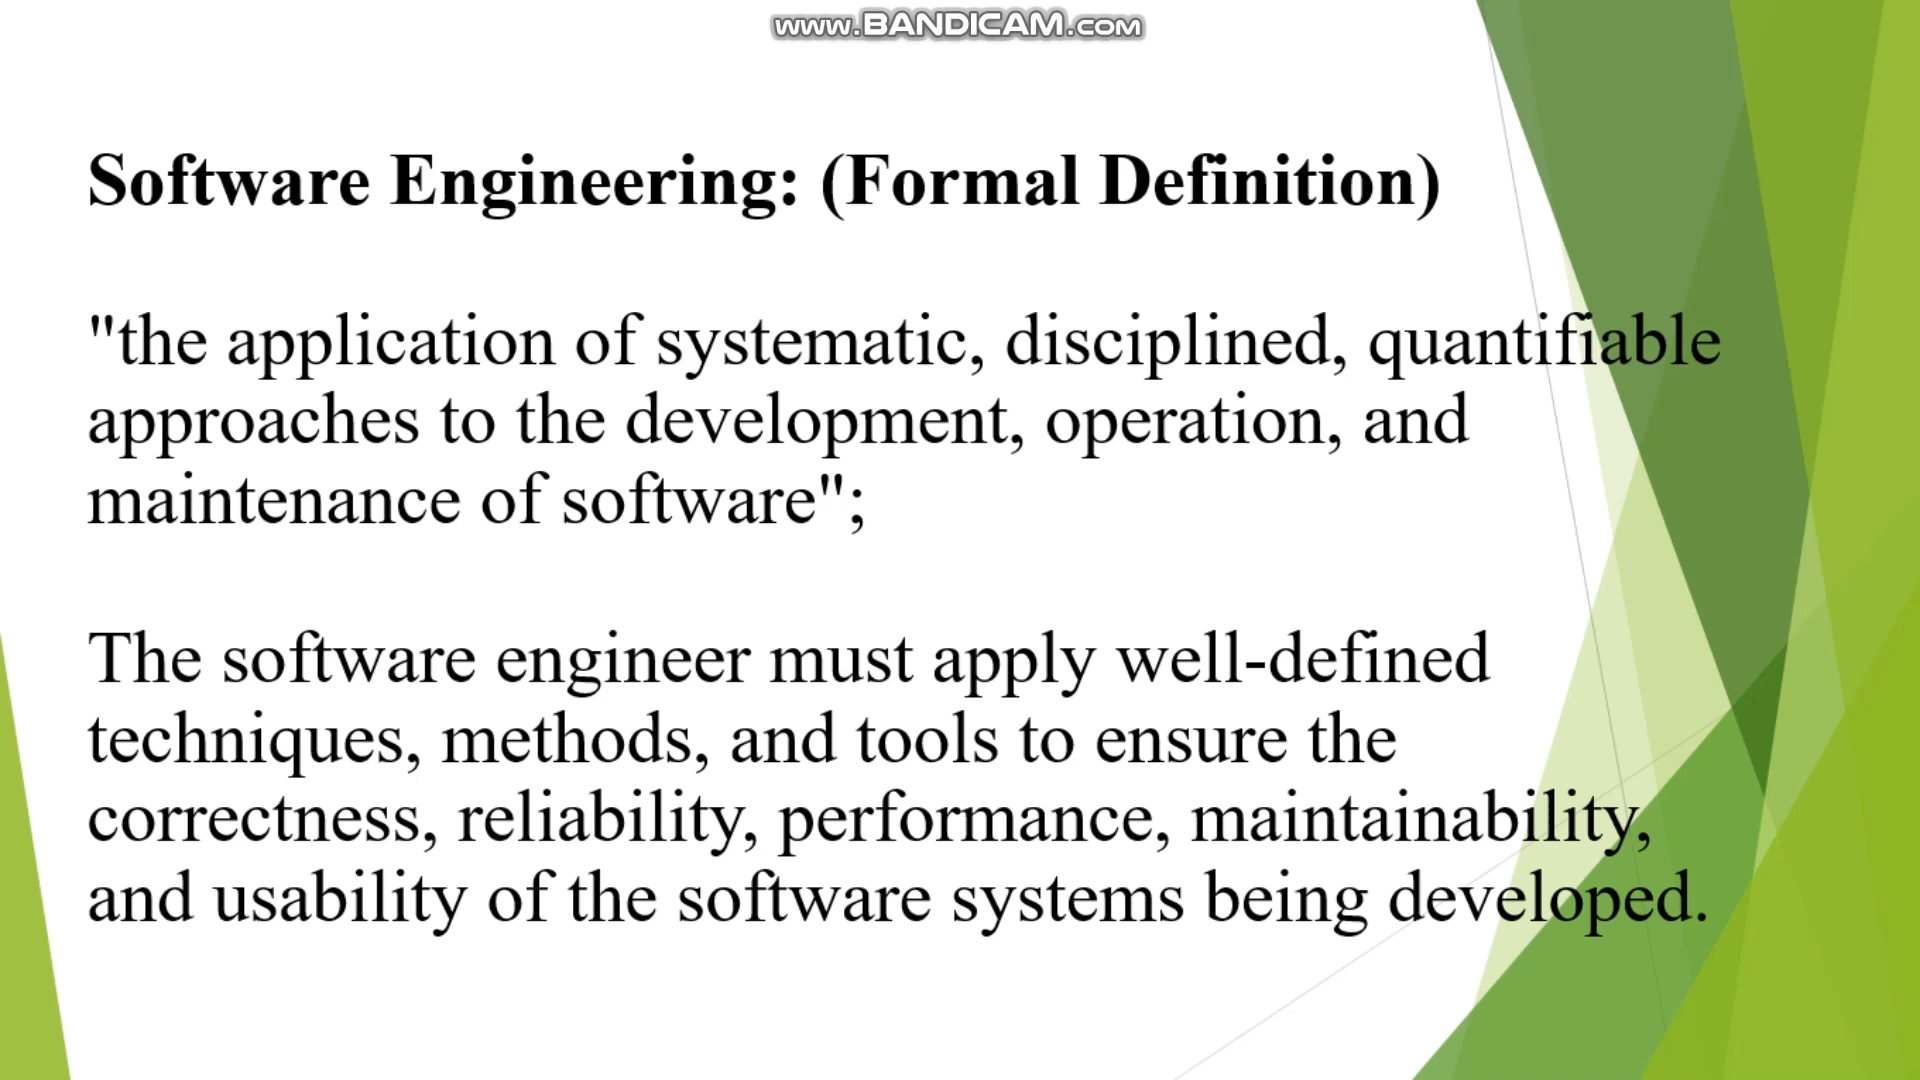 www.BANDICAM.com
Software Engineering: (Formal Definition)
"the application of systematic, disciplined, quantifiable
approaches to the development, operation, and
maintenance of software";
The software engineer must apply well-defined
techniques, methods, and tools to ensure the
correctness, reliability, performance, maintainability,
and usability of the software systems being developed.